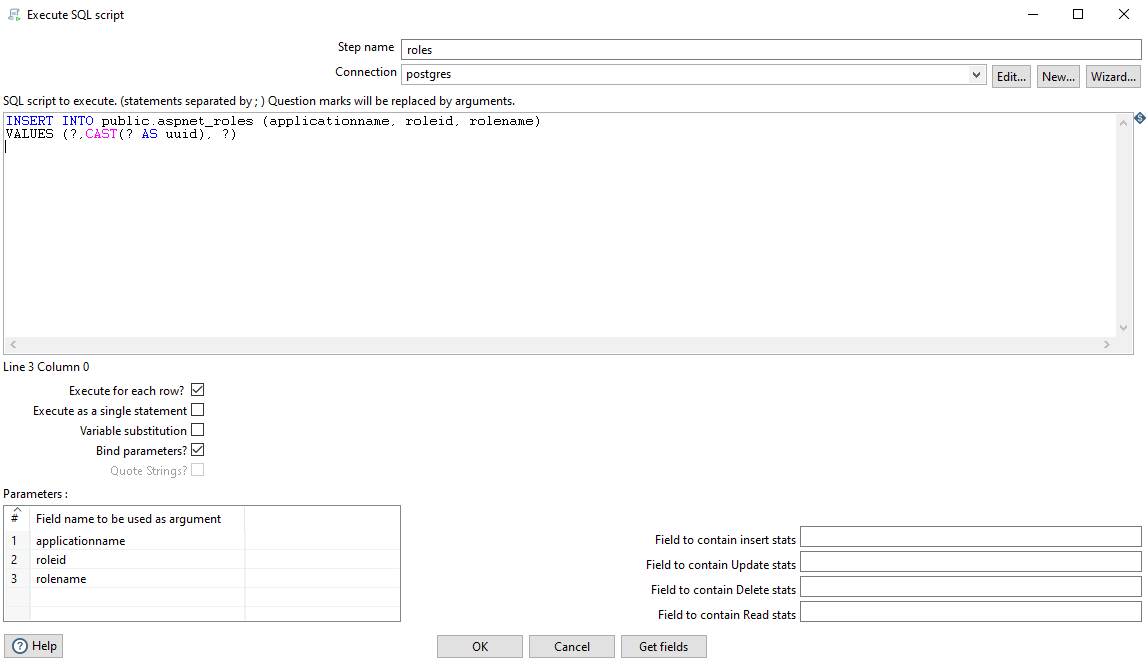 Execute SQL script
Step name roles
Connection postgres Edit... New... Wizard...
SQL script to execute. (statements separated by ; ) Question marks will be replaced by arguments.
INSERT INTO public.aspnet_roles (applicationname, roleid, rolename)
VALUES (?,CAST(? AS uuid), ?)
Line 3 Column 0
Execute for each row?
Execute as a single statement
Variable substitution
Bind parameters?
Quote Strings?
Parameters :
# Field name to be used as argument
1 applicationname
2 roleid
3 rolename
Field to contain insert stats
Field to contain Update stats
Field to contain Delete stats
Field to contain Read stats
? Help OK Cancel Get fields